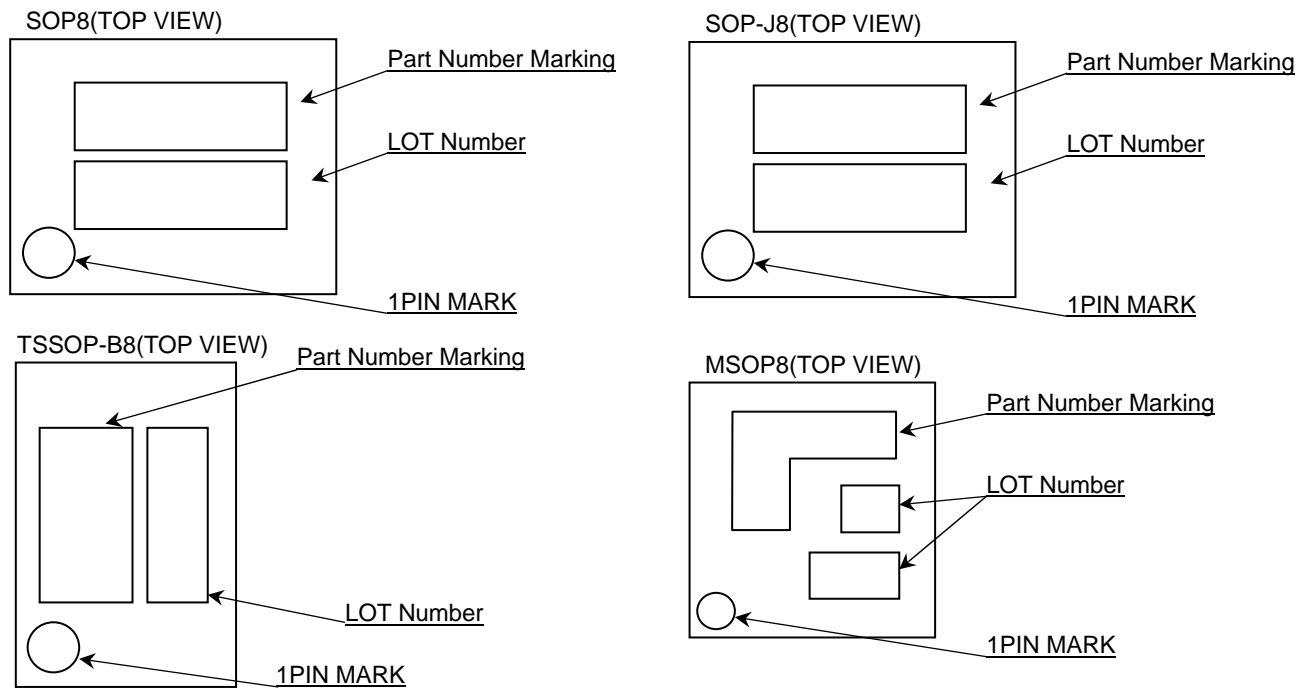 SOP8(TOP VIEW)
Part Number Marking
LOT Number
1PIN MARK
SOP-J8(TOP VIEW)
Part Number Marking
LOT Number
1PIN MARK
TSSOP-B8(TOP VIEW)
Part Number Marking
LOT Number
1PIN MARK
MSOP8(TOP VIEW)
Part Number Marking
LOT Number
1PIN MARK